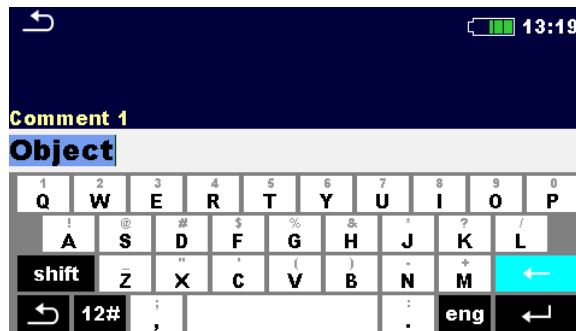 13:19
Comment 1
Object
1 2 3 4 5 6 7 8 9 0
Q W E R T Y U I O P
! @ # $ % & * ? /
A S D F G H J K L
_ " ' ( ) - +
shift Z X C V B N M ←
; :
12# , . eng